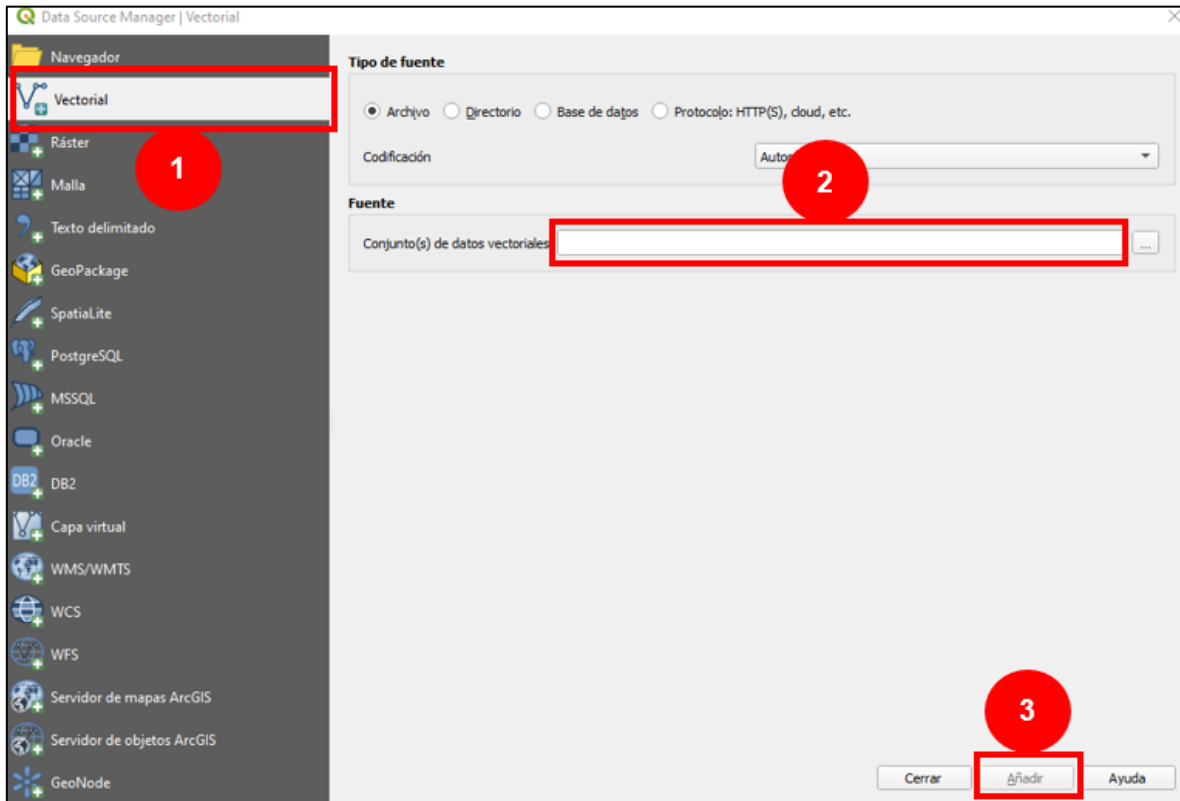 Data Source Manager | Vectorial
Navegador
Vectorial
Ráster
Malla
Texto delimitado
GeoPackage
SpatiaLite
PostgreSQL
MSSQL
Oracle
DB2
DB2
Capa virtual
WMS/WMTS
WCS
WFS
Servidor de mapas ArcGIS
Servidor de objetos ArcGIS
GeoNode
1
Tipo de fuente
Archivo Directorio Base de datos Protocolo: HTTP(S), cloud, etc.
Codificación
2
Fuente
Conjunto(s) de datos vectoriales
...
3
Cerrar Añadir Ayuda